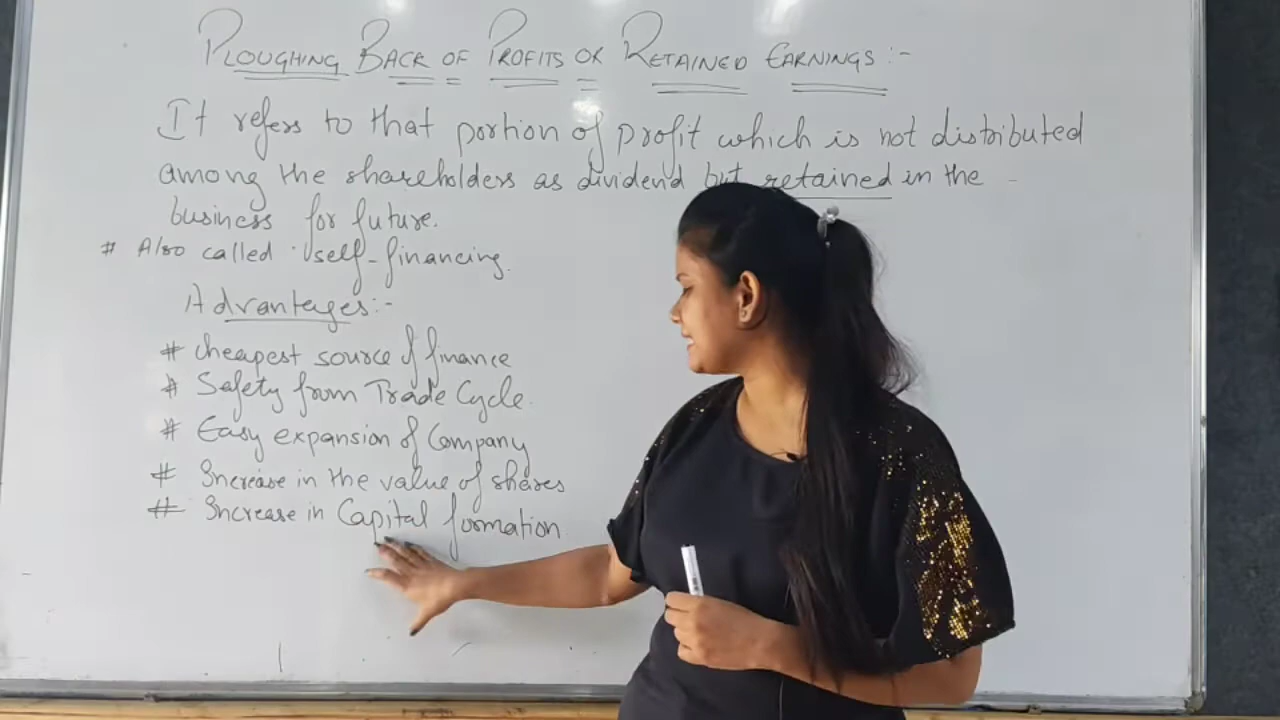 PLOUGHING BACK OF PROFITS OR RETAINED EARNINGS :-
It refers to that portion of profit which is not distributed
among the shareholders as dividend but retained in the -
business for future.
# Also called 'self-financing.
Advantages:-
# Cheapest source of finance
# Safety from Trade Cycle.
# Easy expansion of Company
# Increase in the value of shares
# Increase in Capital formation